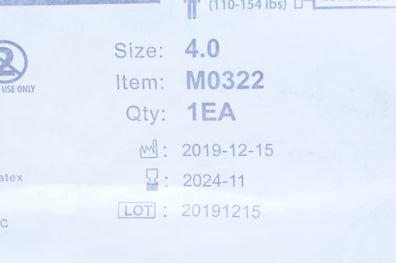 (110-154 lbs)
Size: 4.0
Item: M0322
Qty: 1EA
USE ONLY
: 2019-12-15
atex
: 2024-11
LOT : 20191215
C